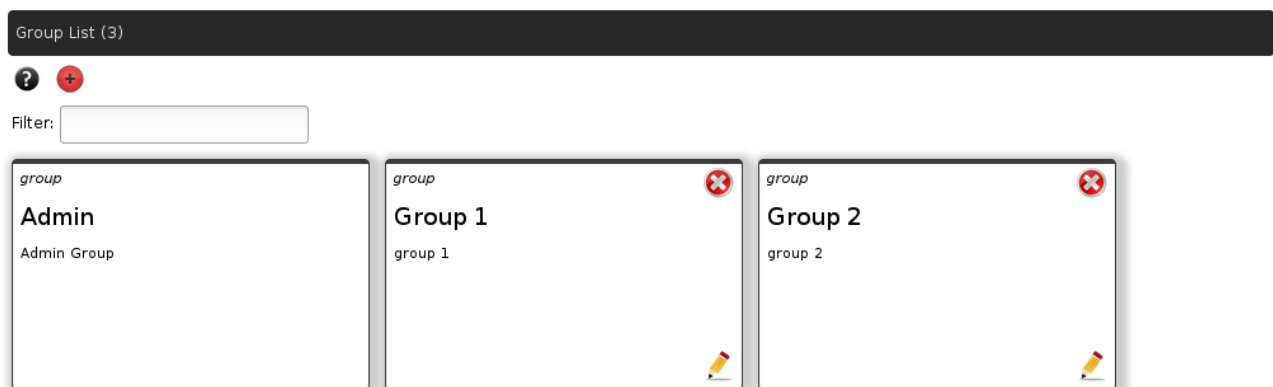 Group List (3)
?
+
Filter:
group
Admin
Admin Group
group
Group 1
group 1
group
Group 2
group 2